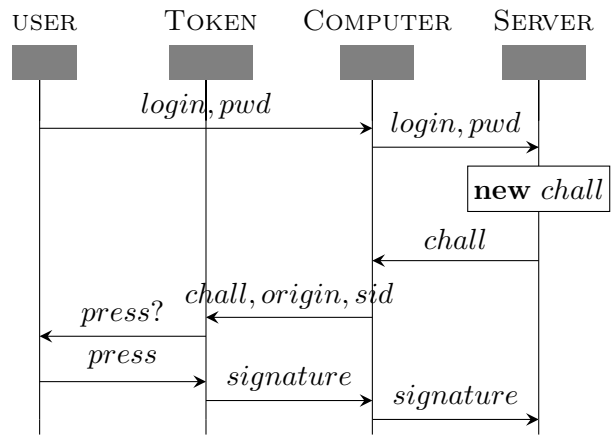 USER TOKEN COMPUTER SERVER
login, pwd
login, pwd
new chall
chall
chall, origin, sid
press?
press
signature
signature